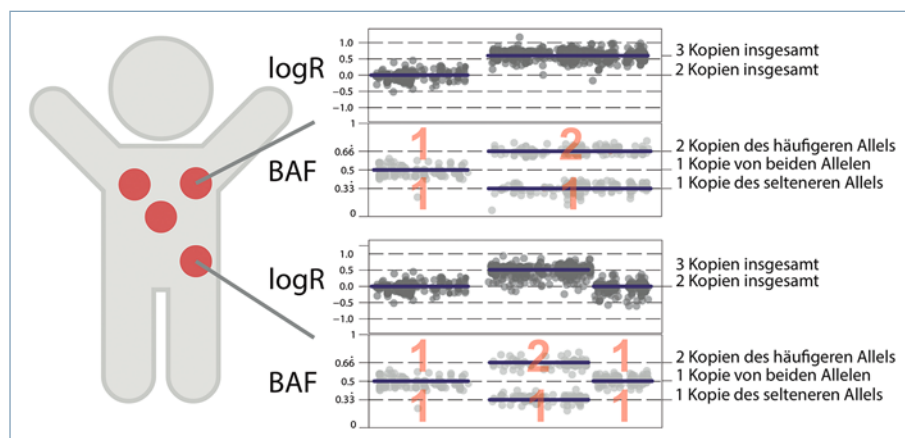 logR
1.0
0.5
0.0
−0.5
−1.0
3 Kopien insgesamt
2 Kopien insgesamt
BAF
1
0.66
0.5
0.33
0
1
1
2
1
2 Kopien des häufigeren Allels
1 Kopie von beiden Allelen
1 Kopie des selteneren Allels
logR
1.0
0.5
0.0
−0.5
−1.0
3 Kopien insgesamt
2 Kopien insgesamt
BAF
1
0.66
0.5
0.33
0
1
2
1
1
1
1
2 Kopien des häufigeren Allels
1 Kopie von beiden Allelen
1 Kopie des selteneren Allels